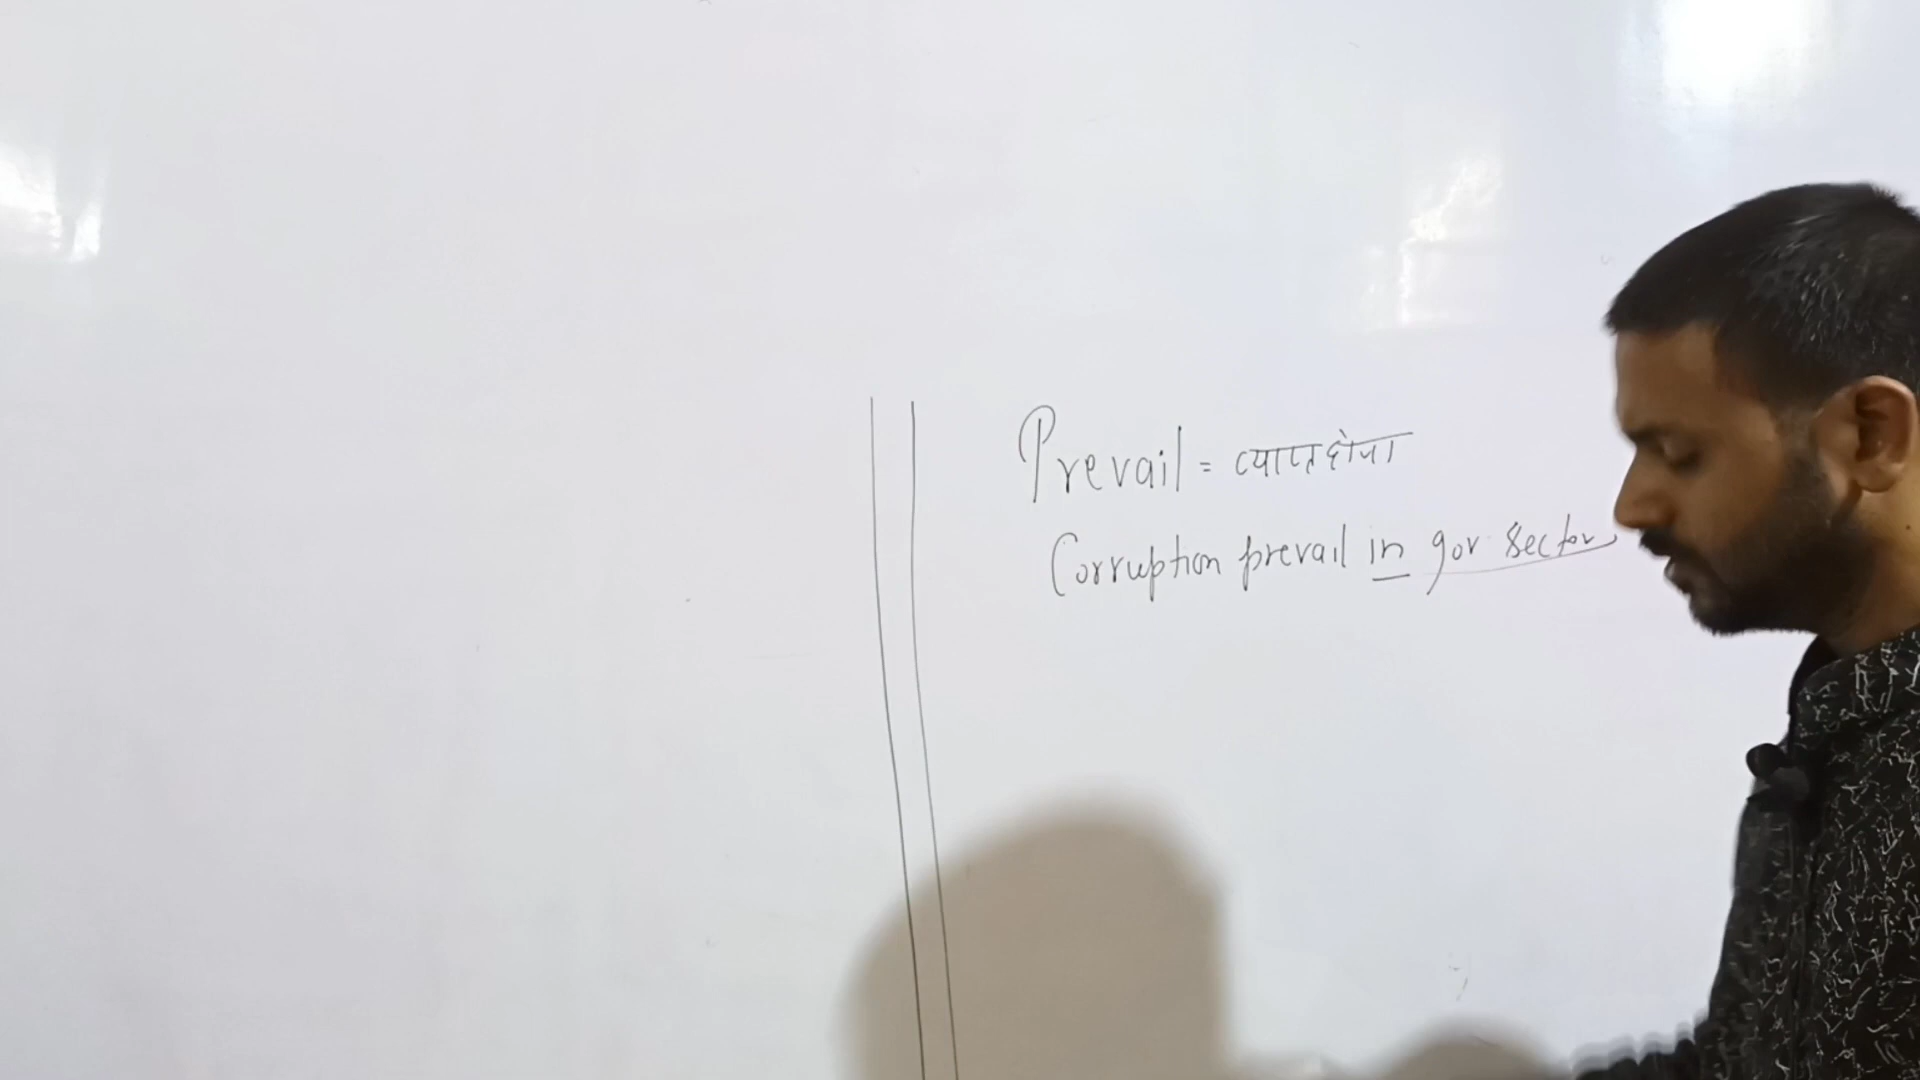 Prevail = व्याप्त होना
Corruption prevail in gov sector